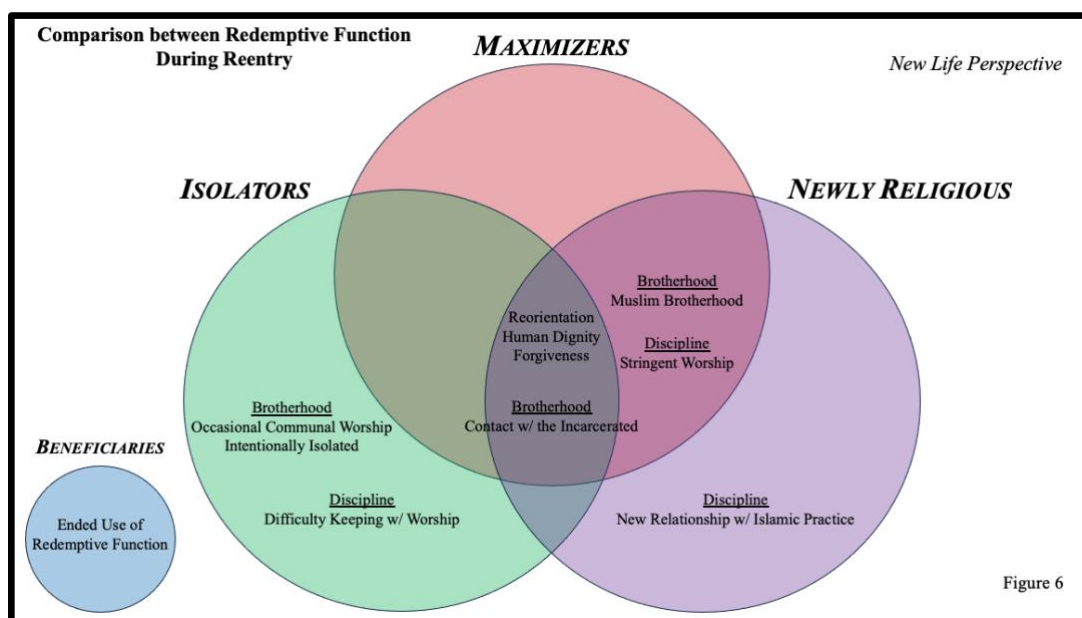 Comparison between Redemptive Function
During Reentry
MAXIMIZERS
New Life Perspective
ISOLATORS
NEWLY RELIGIOUS
Brotherhood
Muslim Brotherhood
Discipline
Stringent Worship
Reorientation
Human Dignity
Forgiveness
Brotherhood
Contact w/ the Incarcerated
Brotherhood
Occasional Communal Worship
Intentionally Isolated
Discipline
Difficulty Keeping w/ Worship
Discipline
New Relationship w/ Islamic Practice
BENEFICIARIES
Ended Use of
Redemptive Function
Figure 6